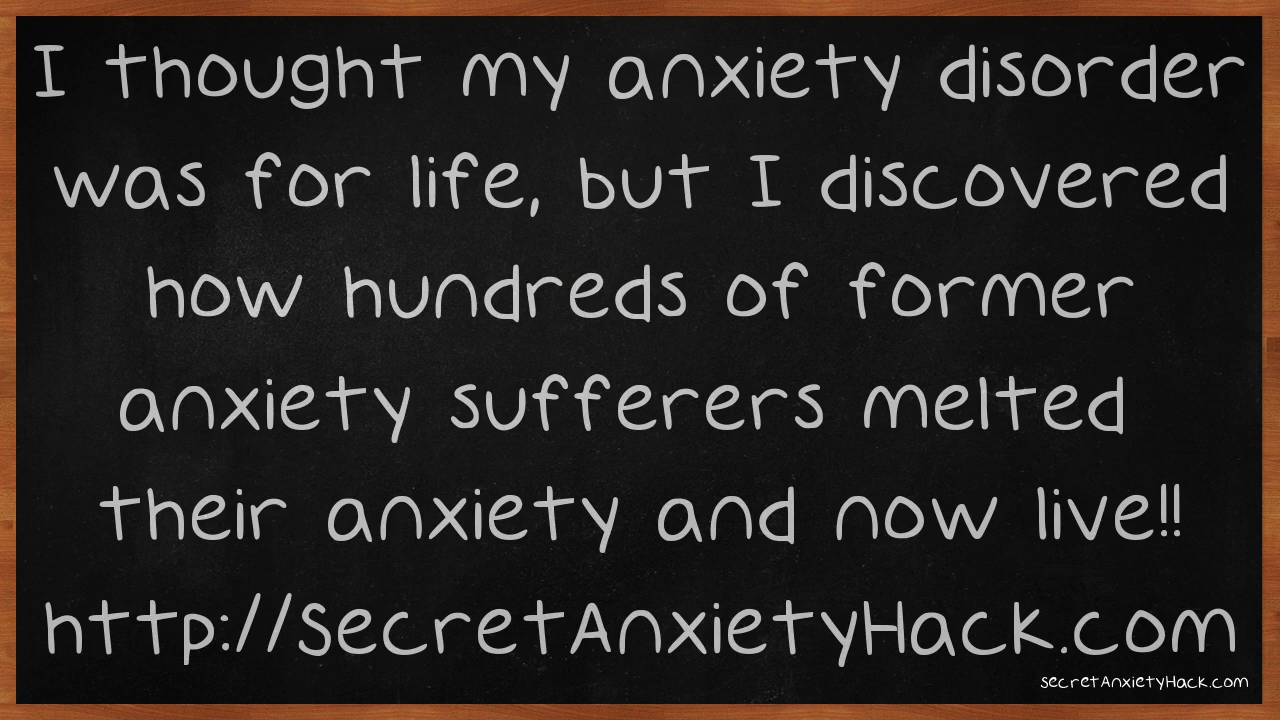 I thought my anxiety disorder
was for life, but I discovered
how hundreds of former
anxiety sufferers melted
their anxiety and now live!!
http://SecretAnxietyHack.com
secretAnxietyHack.com